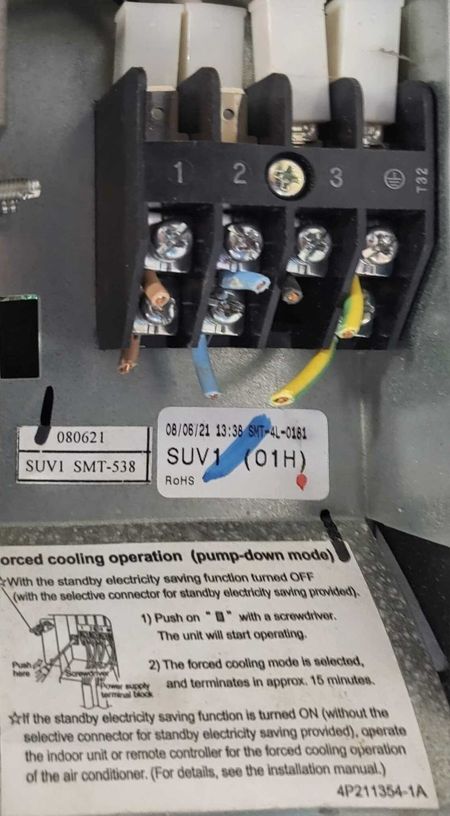 1 2 3
T32
080621
SUV1 SMT-538
08/06/21 13:38 SMT-4L-0161
SUV1 (01H)
RoHS
orced cooling operation (pump-down mode)
☆With the standby electricity saving function turned OFF
(with the selective connector for standby electricity saving provided).
1) Push on " " with a screwdriver.
The unit will start operating.
2) The forced cooling mode is selected,
and terminates in approx. 15 minutes.
Push
here
Screwdriver
Power supply
terminal block
☆If the standby electricity saving function is turned ON (without the
selective connector for standby electricity saving provided), operate
the indoor unit or remote controller for the forced cooling operation
of the air conditioner. (For details, see the installation manual.)
4P211354-1A